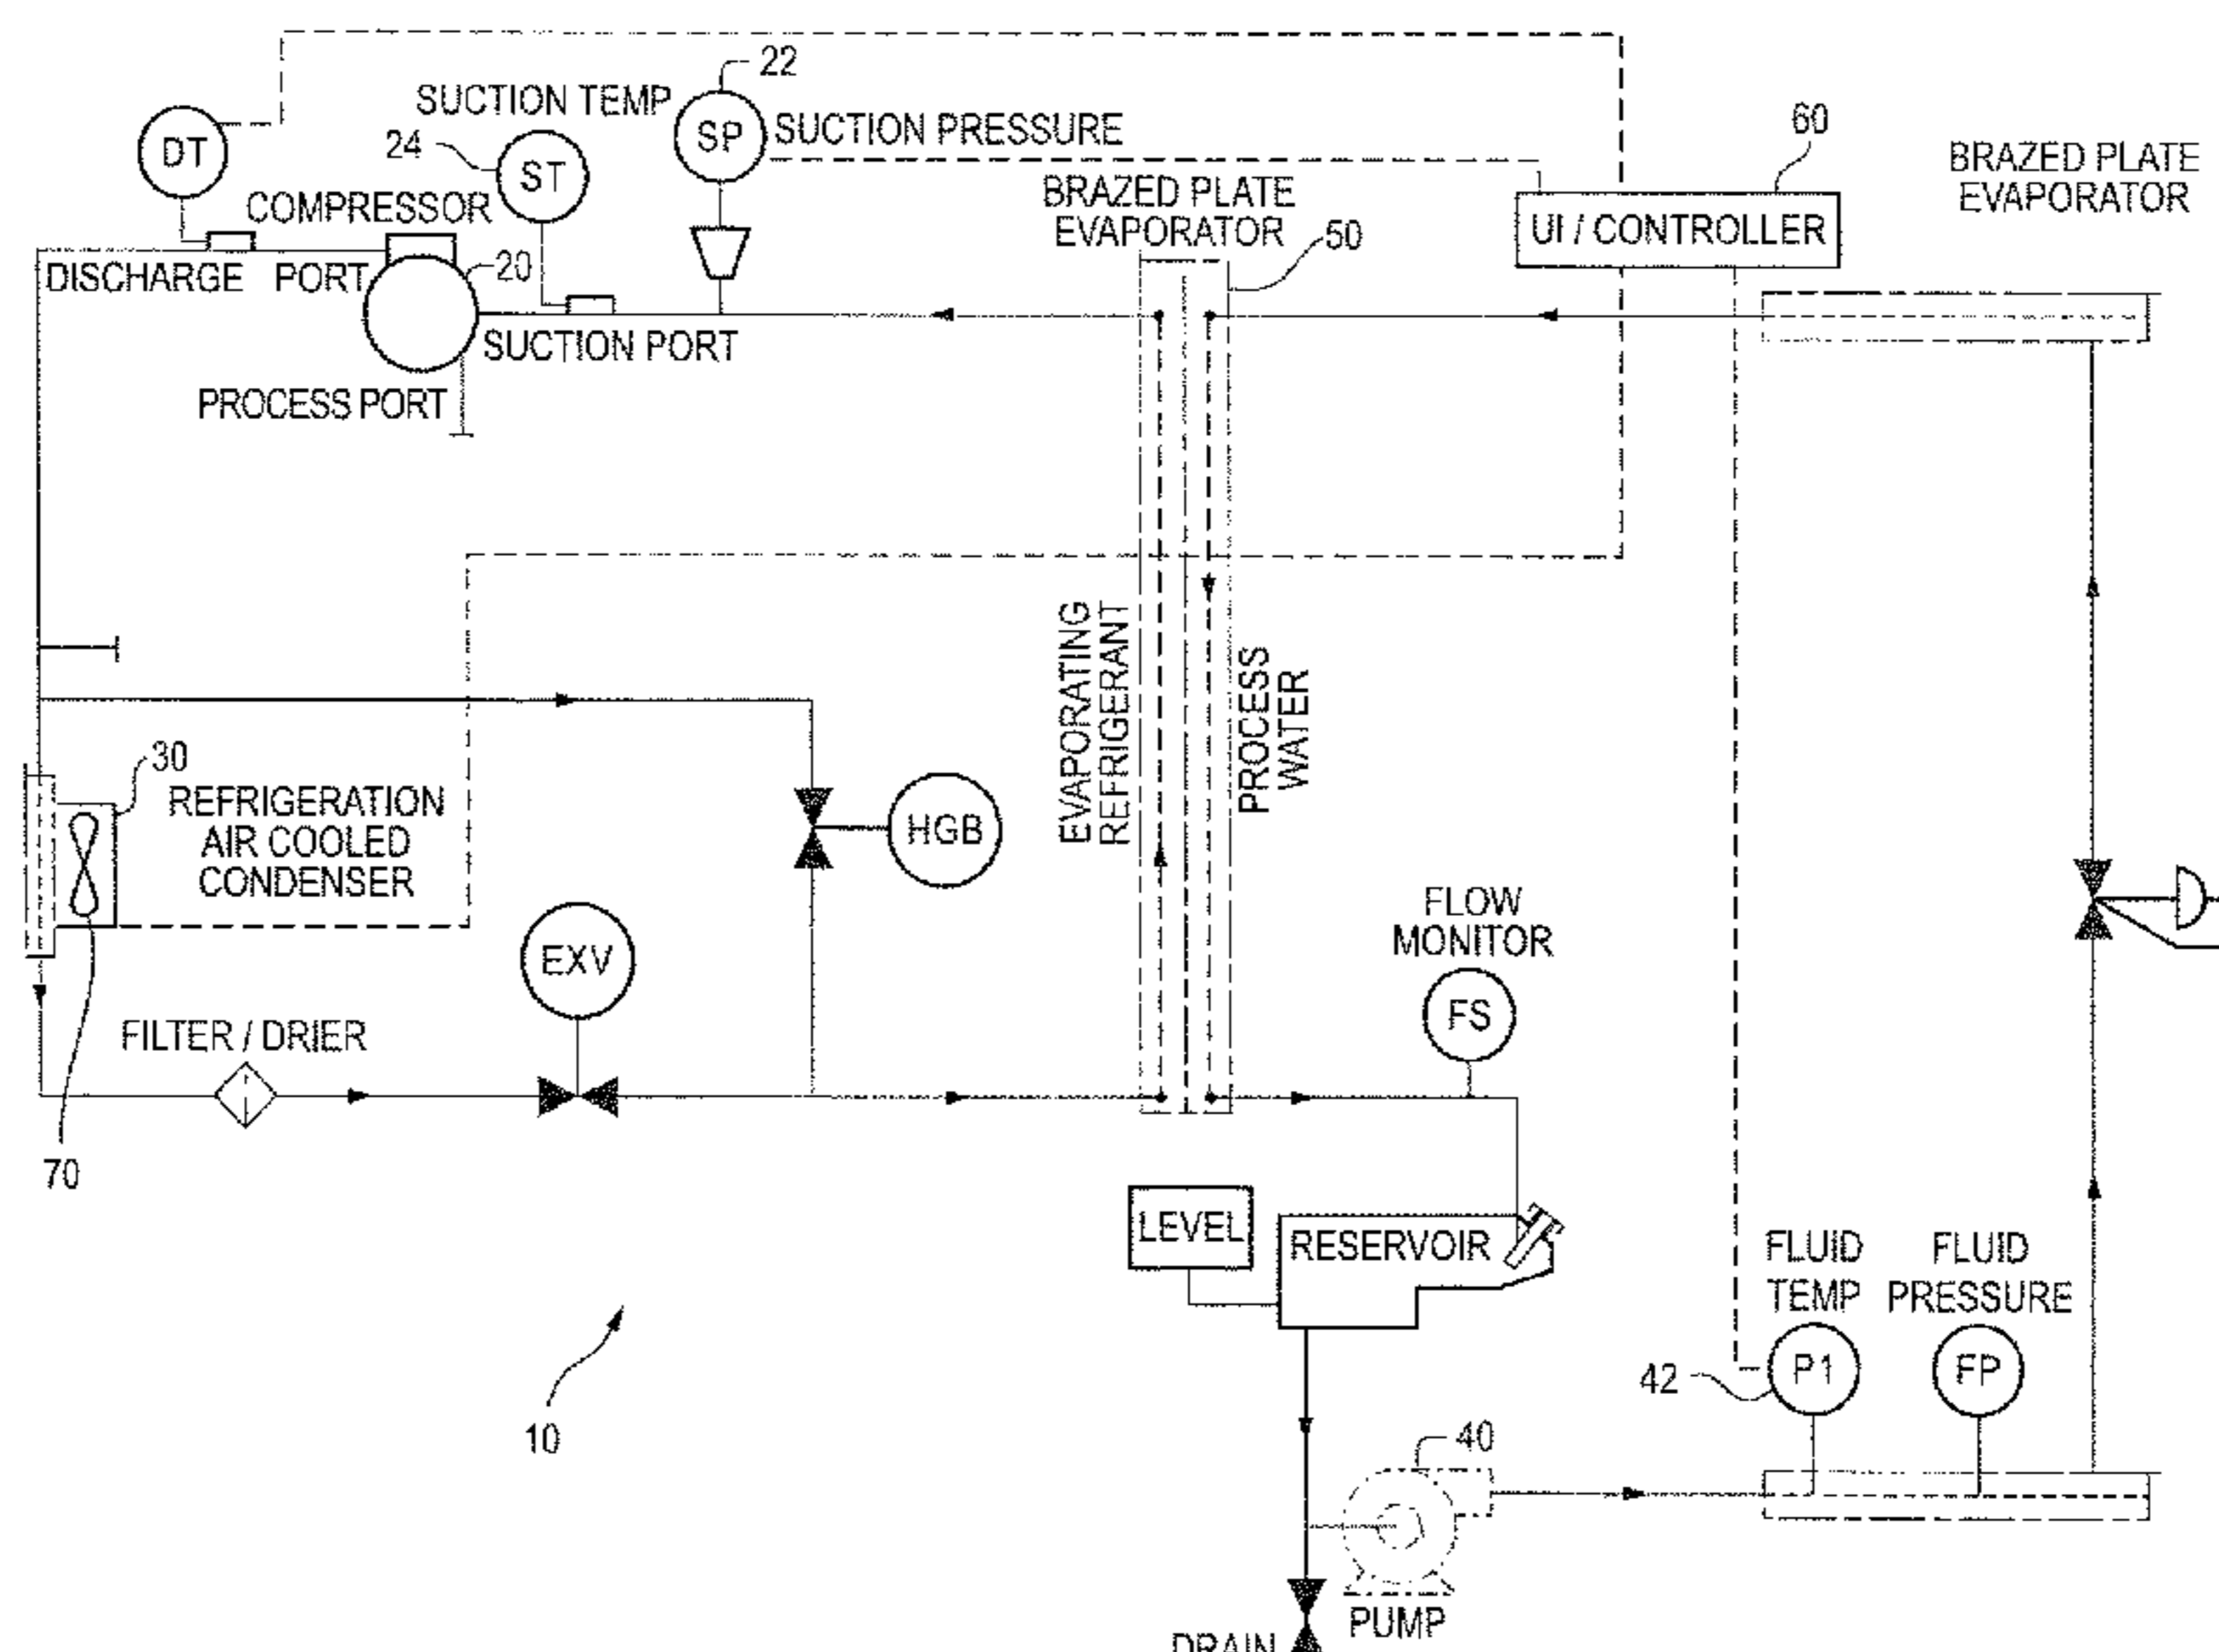 22
SUCTION TEMP
SP
SUCTION PRESSURE
DT
24
ST
60
BRAZED PLATE
EVAPORATOR
BRAZED PLATE
EVAPORATOR
50
UI / CONTROLLER
COMPRESSOR
20
DISCHARGE PORT
SUCTION PORT
PROCESS PORT
EVAPORATING
REFRIGERANT
PROCESS
WATER
30
REFRIGERATION
AIR COOLED
CONDENSER
HGB
EXV
FLOW
MONITOR
FS
FILTER / DRIER
70
LEVEL
RESERVOIR
FLUID
TEMP
FLUID
PRESSURE
42
P1
FP
10
40
PUMP
DRAIN